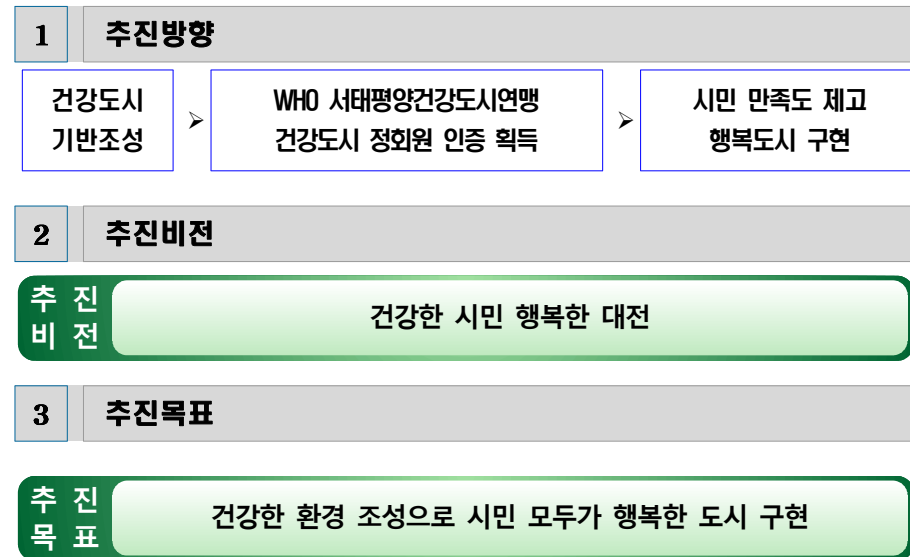 1 추진방향
건강도시 기반조성
➢
WHO 서태평양건강도시연맹 건강도시 정회원 인증 획득
➢
시민 만족도 제고 행복도시 구현
2 추진비전
추 진 비 전
건강한 시민 행복한 대전
3 추진목표
추 진 목 표
건강한 환경 조성으로 시민 모두가 행복한 도시 구현